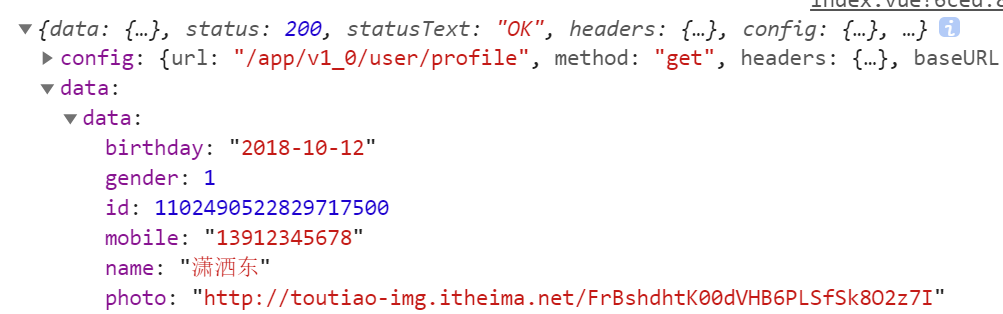 index.vue?6ced:8
▼{data: {…}, status: 200, statusText: "OK", headers: {…}, config: {…}, …} i
▶config: {url: "/app/v1_0/user/profile", method: "get", headers: {…}, baseURL
▼data:
▼data:
birthday: "2018-10-12"
gender: 1
id: 1102490522829717500
mobile: "13912345678"
name: "潇洒东"
photo: "http://toutiao-img.itheima.net/FrBshdhtK00dVHB6PLSfSk8O2z7I"